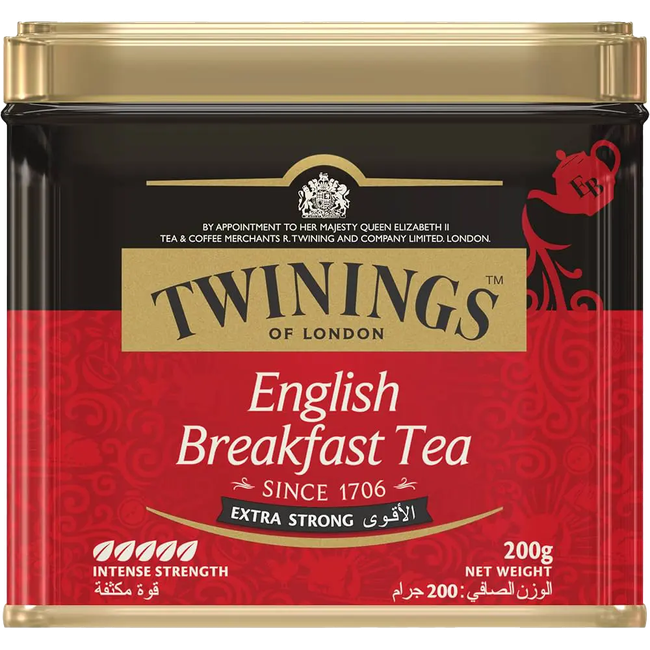 BY APPOINTMENT TO HER MAJESTY QUEEN ELIZABETH II
TEA & COFFEE MERCHANTS R. TWINING AND COMPANY LIMITED. LONDON.
EB
TWININGS™
OF LONDON
English
Breakfast Tea
SINCE 1706
EXTRA STRONG الأقوى
INTENSE STRENGTH
قوة مكثفة
200g
NET WEIGHT
الوزن الصافي: 200 جرام